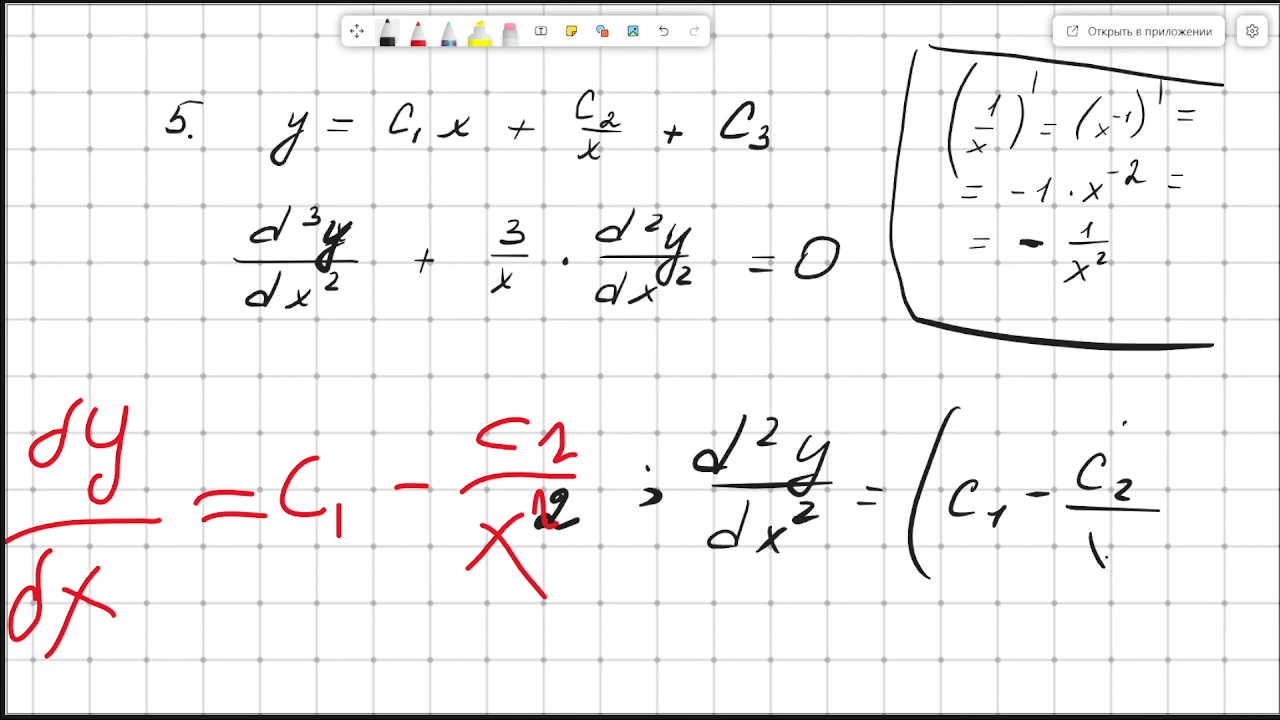 Открыть в приложении
5. y = C₁ x + C₂/x + C₃
(1/x)' = (x⁻¹)' =
= -1 · x⁻² =
= - 1/x²
d³y/dx² + 3/x · d²y/dx² = 0
dy/dx = C₁ - C₂/x² ; d²y/dx² = (C₁ - C₂/